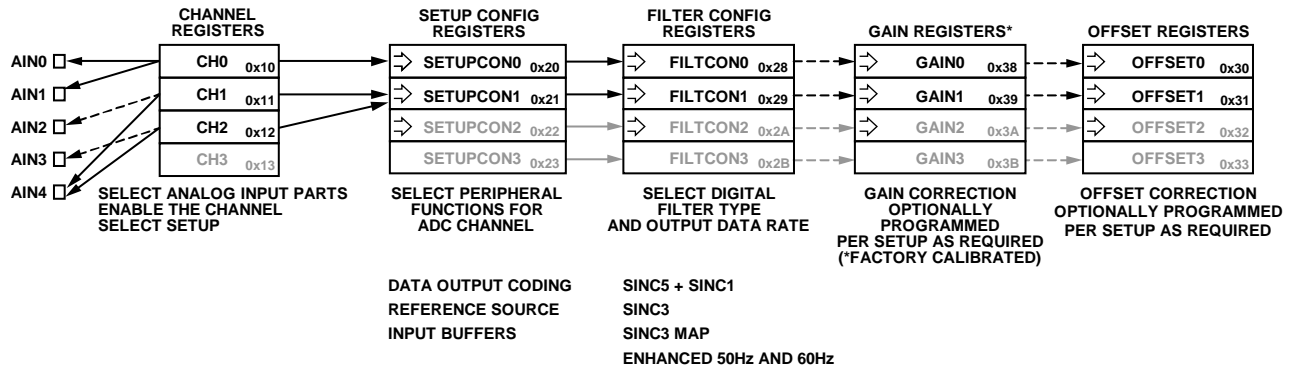 CHANNEL
REGISTERS
SETUP CONFIG
REGISTERS
FILTER CONFIG
REGISTERS
GAIN REGISTERS*
OFFSET REGISTERS
AIN0
AIN1
AIN2
AIN3
AIN4
CH0 0x10
CH1 0x11
CH2 0x12
CH3 0x13
SETUPCON0 0x20
SETUPCON1 0x21
SETUPCON2 0x22
SETUPCON3 0x23
FILTCON0 0x28
FILTCON1 0x29
FILTCON2 0x2A
FILTCON3 0x2B
GAIN0 0x38
GAIN1 0x39
GAIN2 0x3A
GAIN3 0x3B
OFFSET0 0x30
OFFSET1 0x31
OFFSET2 0x32
OFFSET3 0x33
SELECT ANALOG INPUT PARTS
ENABLE THE CHANNEL
SELECT SETUP
SELECT PERIPHERAL
FUNCTIONS FOR
ADC CHANNEL
SELECT DIGITAL
FILTER TYPE
AND OUTPUT DATA RATE
GAIN CORRECTION
OPTIONALLY
PROGRAMMED
PER SETUP AS REQUIRED
(*FACTORY CALIBRATED)
OFFSET CORRECTION
OPTIONALLY PROGRAMMED
PER SETUP AS REQUIRED
DATA OUTPUT CODING
REFERENCE SOURCE
INPUT BUFFERS
SINC5 + SINC1
SINC3
SINC3 MAP
ENHANCED 50Hz AND 60Hz